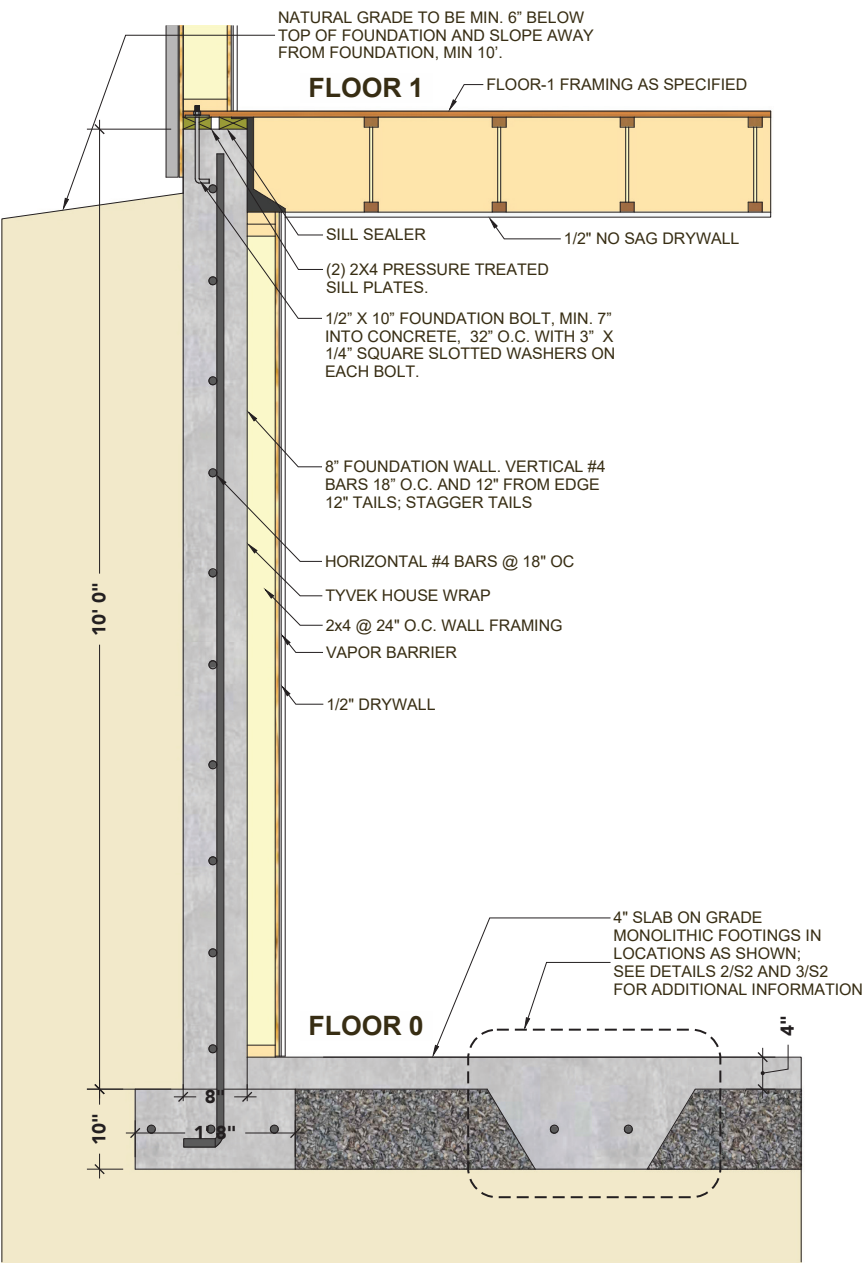 NATURAL GRADE TO BE MIN. 6” BELOW
TOP OF FOUNDATION AND SLOPE AWAY
FROM FOUNDATION, MIN 10’.
FLOOR 1
FLOOR-1 FRAMING AS SPECIFIED
SILL SEALER
1/2" NO SAG DRYWALL
(2) 2X4 PRESSURE TREATED
SILL PLATES.
1/2” X 10” FOUNDATION BOLT, MIN. 7”
INTO CONCRETE, 32” O.C. WITH 3” X
1/4” SQUARE SLOTTED WASHERS ON
EACH BOLT.
8” FOUNDATION WALL. VERTICAL #4
BARS 18” O.C. AND 12” FROM EDGE
12" TAILS; STAGGER TAILS
HORIZONTAL #4 BARS @ 18" OC
TYVEK HOUSE WRAP
2x4 @ 24" O.C. WALL FRAMING
VAPOR BARRIER
1/2" DRYWALL
10' 0"
4" SLAB ON GRADE
MONOLITHIC FOOTINGS IN
LOCATIONS AS SHOWN;
SEE DETAILS 2/S2 AND 3/S2
FOR ADDITIONAL INFORMATION
FLOOR 0
4"
8"
10"
1' 8"